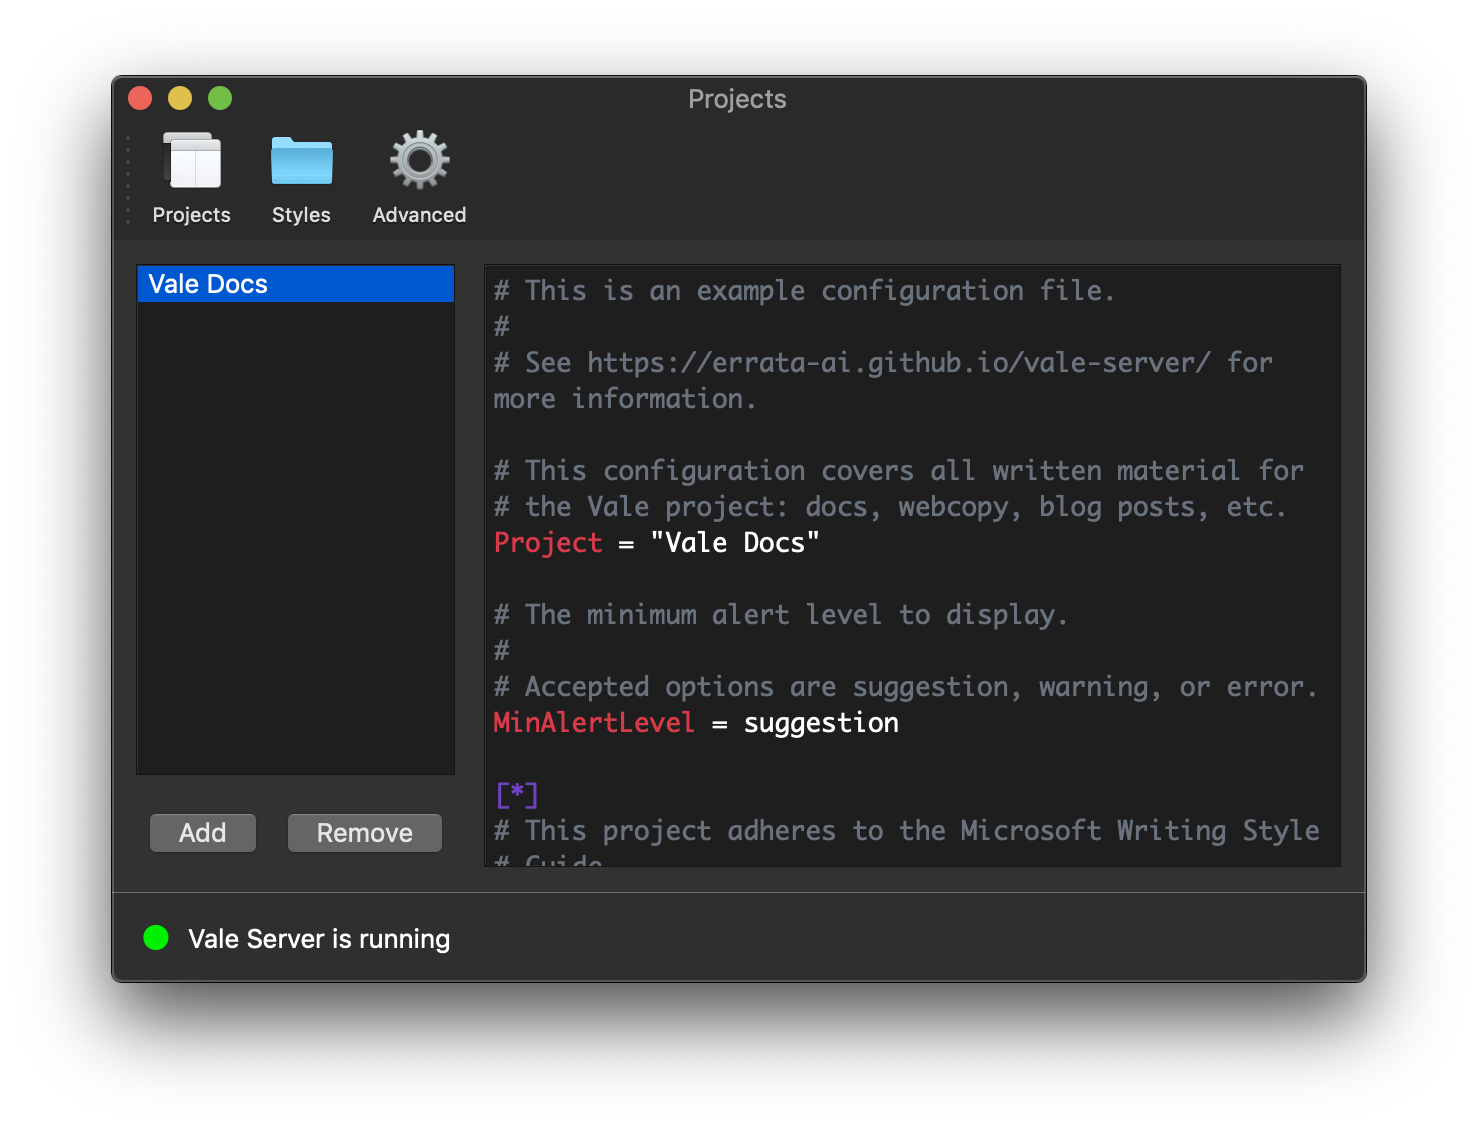 Projects
Projects
Styles
Advanced
Vale Docs
# This is an example configuration file.
#
# See https://errata-ai.github.io/vale-server/ for
more information.
# This configuration covers all written material for
# the Vale project: docs, webcopy, blog posts, etc.
Project = "Vale Docs"
# The minimum alert level to display.
#
# Accepted options are suggestion, warning, or error.
MinAlertLevel = suggestion
[*]
# This project adheres to the Microsoft Writing Style
# Guide
Add
Remove
Vale Server is running